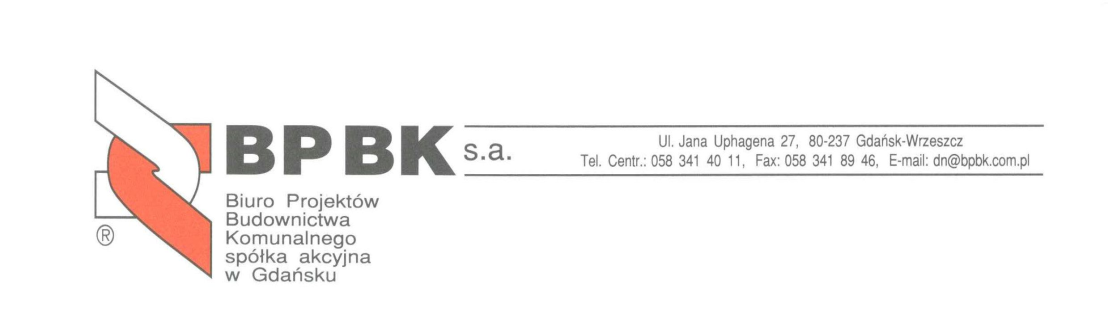 BPBK s.a.
Ul. Jana Uphagena 27, 80-237 Gdańsk-Wrzeszcz
Tel. Centr.: 058 341 40 11, Fax: 058 341 89 46, E-mail: dn@bpbk.com.pl
Biuro Projektów
Budownictwa
Komunalnego
spółka akcyjna
w Gdańsku
®